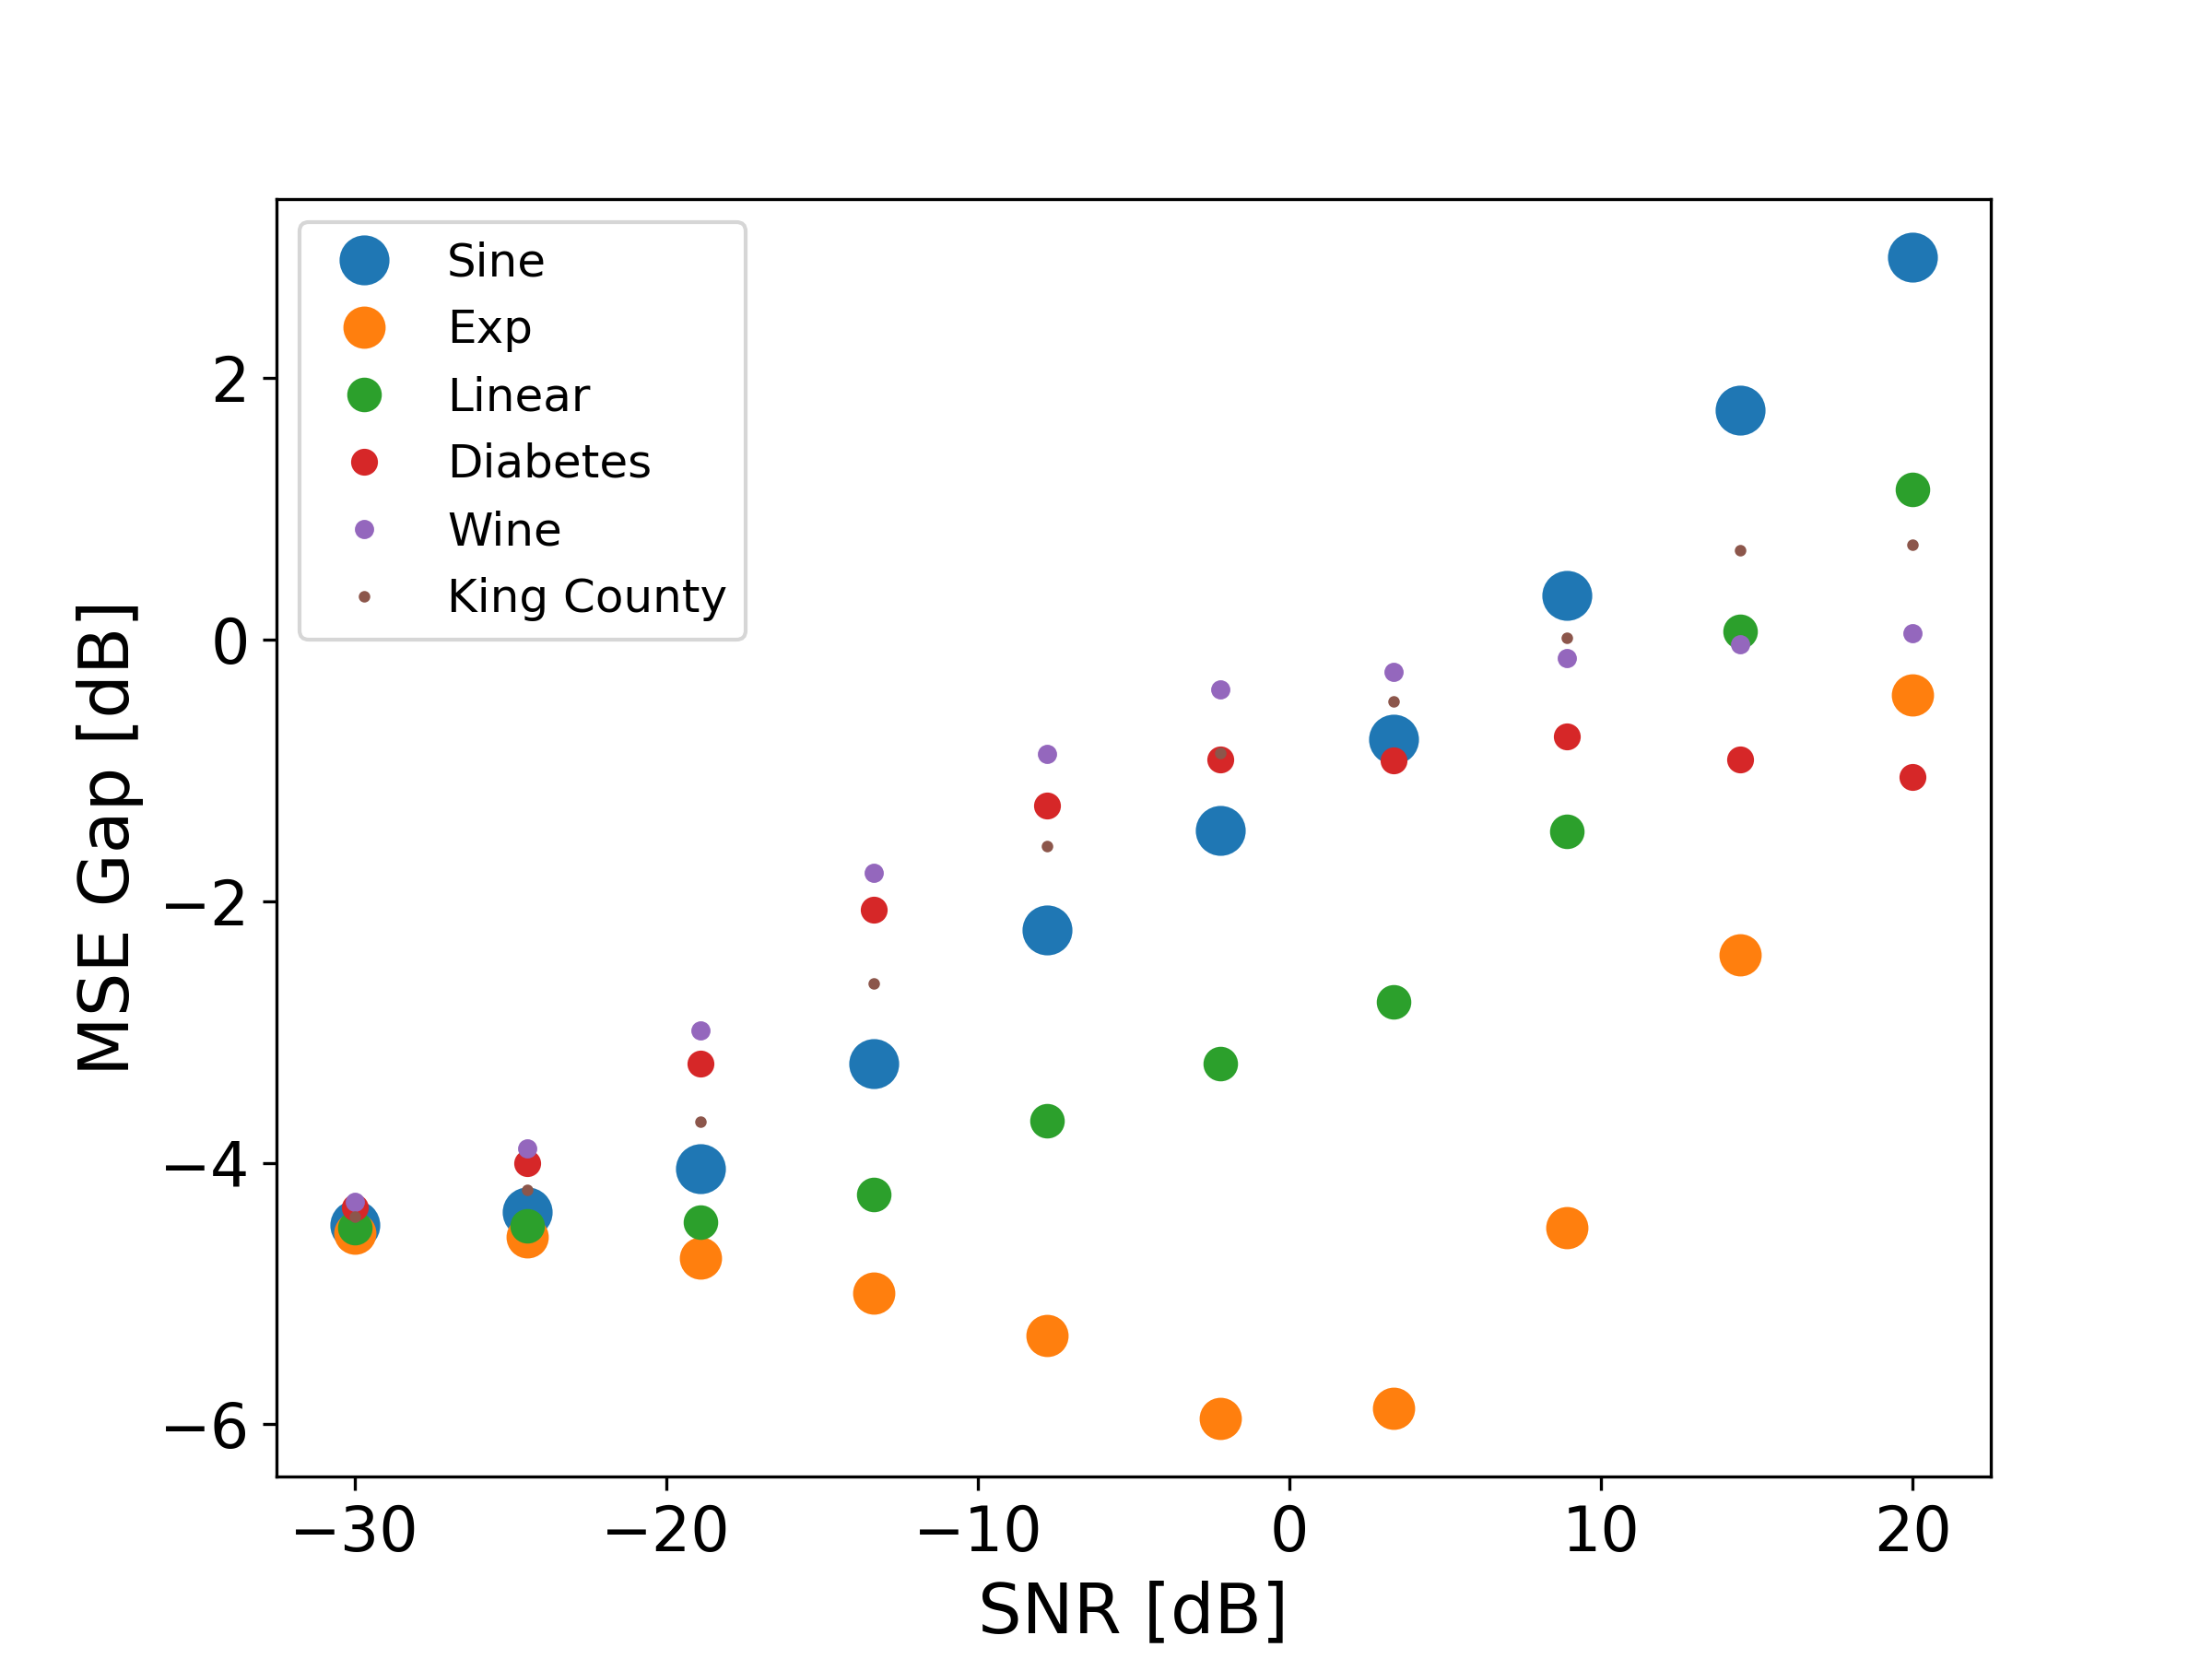 Sine
Exp
Linear
Diabetes
Wine
King County
2
0
−2
−4
−6
MSE Gap [dB]
−30 −20 −10 0 10 20
SNR [dB]